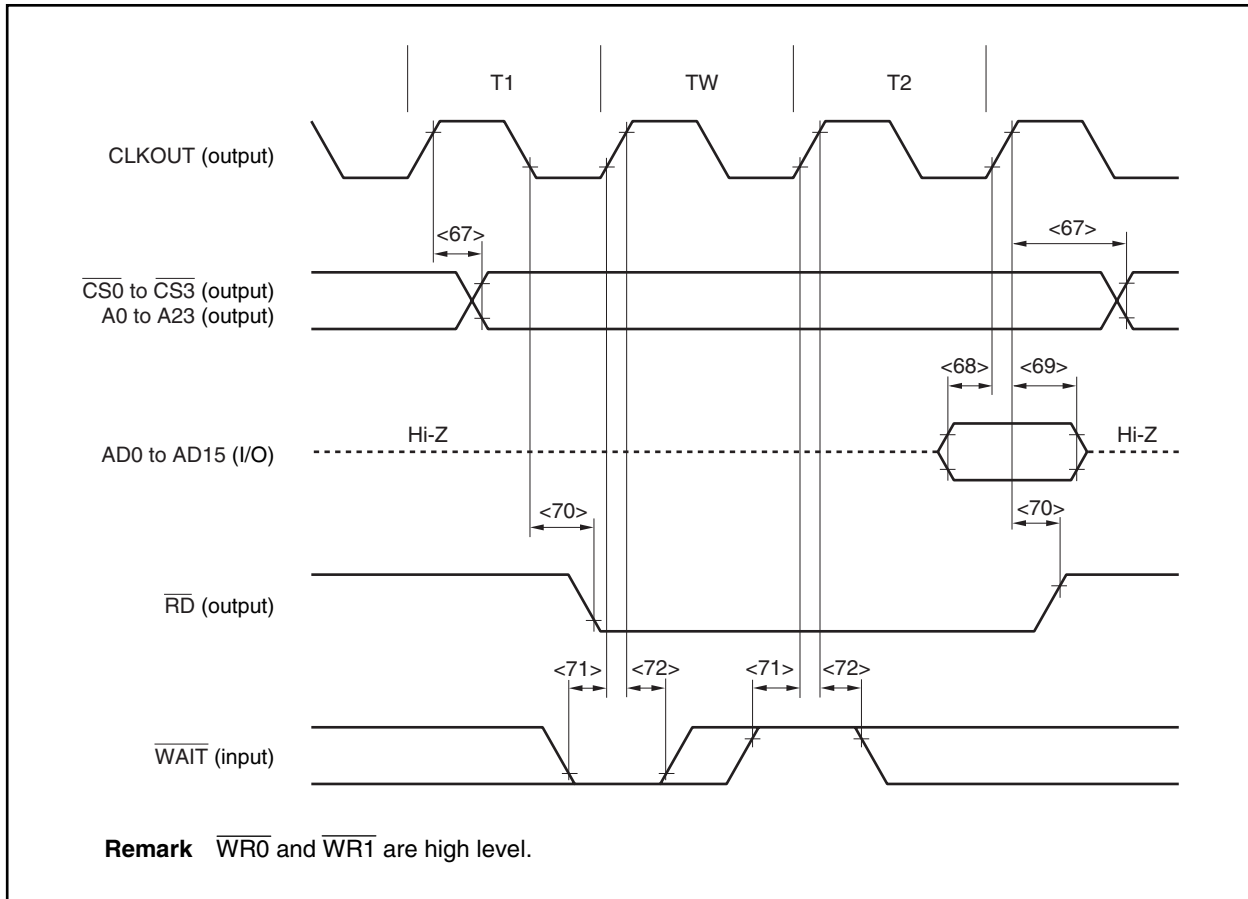 T1 TW T2
CLKOUT (output)
<67> <67>
CS0 to CS3 (output)
A0 to A23 (output)
<68> <69>
Hi-Z Hi-Z
AD0 to AD15 (I/O)
<70> <70>
RD (output)
<71> <72> <71> <72>
WAIT (input)
Remark WR0 and WR1 are high level.